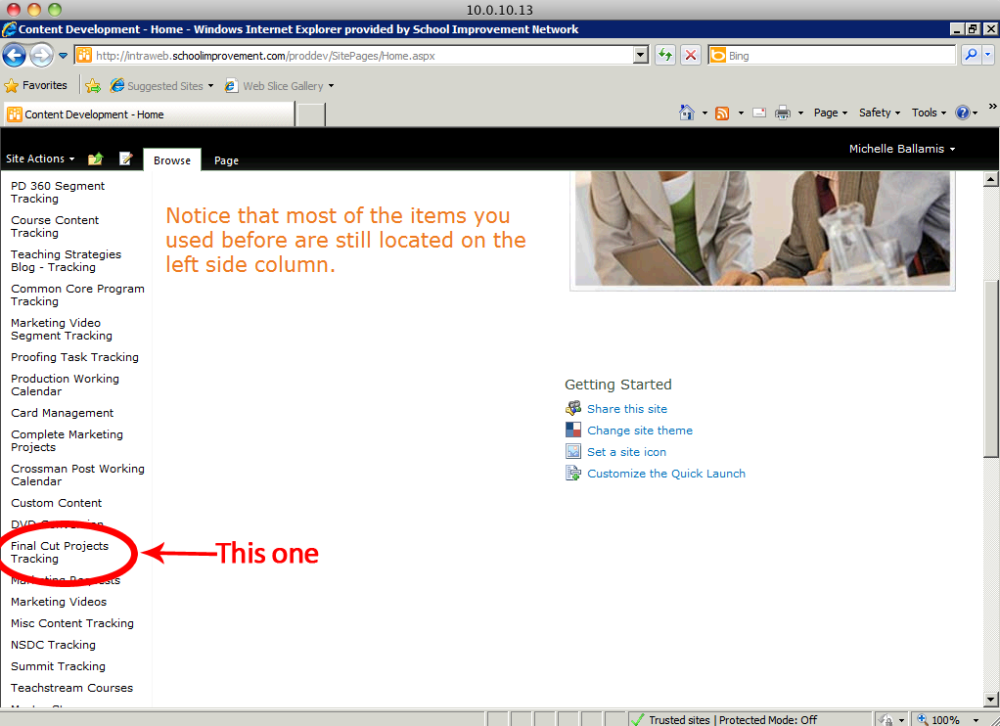 10.0.10.13
Content Development - Home - Windows Internet Explorer provided by School Improvement Network
http://intraweb.schoolimprovement.com/proddev/SitePages/Home.aspx
Bing
Favorites
Suggested Sites
Web Slice Gallery
Content Development - Home
Page
Safety
Tools
»
Site Actions
Browse
Page
Michelle Ballamis
PD 360 Segment
Tracking
Course Content
Tracking
Teaching Strategies
Blog - Tracking
Common Core Program
Tracking
Marketing Video
Segment Tracking
Proofing Task Tracking
Production Working
Calendar
Card Management
Complete Marketing
Projects
Crossman Post Working
Calendar
Custom Content
DVD Conversion
Final Cut Projects
Tracking
Marketing Requests
Marketing Videos
Misc Content Tracking
NSDC Tracking
Summit Tracking
Teachstream Courses
Notice that most of the items you
used before are still located on the
left side column.
This one
Getting Started
Share this site
Change site theme
Set a site icon
Customize the Quick Launch
Trusted sites | Protected Mode: Off
100%